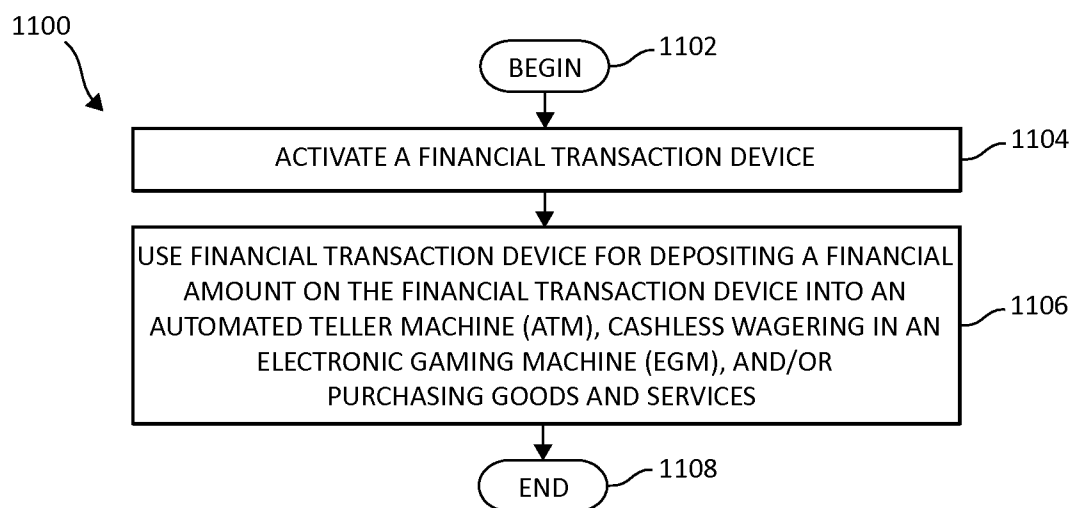 1100
BEGIN
1102
ACTIVATE A FINANCIAL TRANSACTION DEVICE
1104
USE FINANCIAL TRANSACTION DEVICE FOR DEPOSITING A FINANCIAL
AMOUNT ON THE FINANCIAL TRANSACTION DEVICE INTO AN
AUTOMATED TELLER MACHINE (ATM), CASHLESS WAGERING IN AN
ELECTRONIC GAMING MACHINE (EGM), AND/OR
PURCHASING GOODS AND SERVICES
1106
END
1108